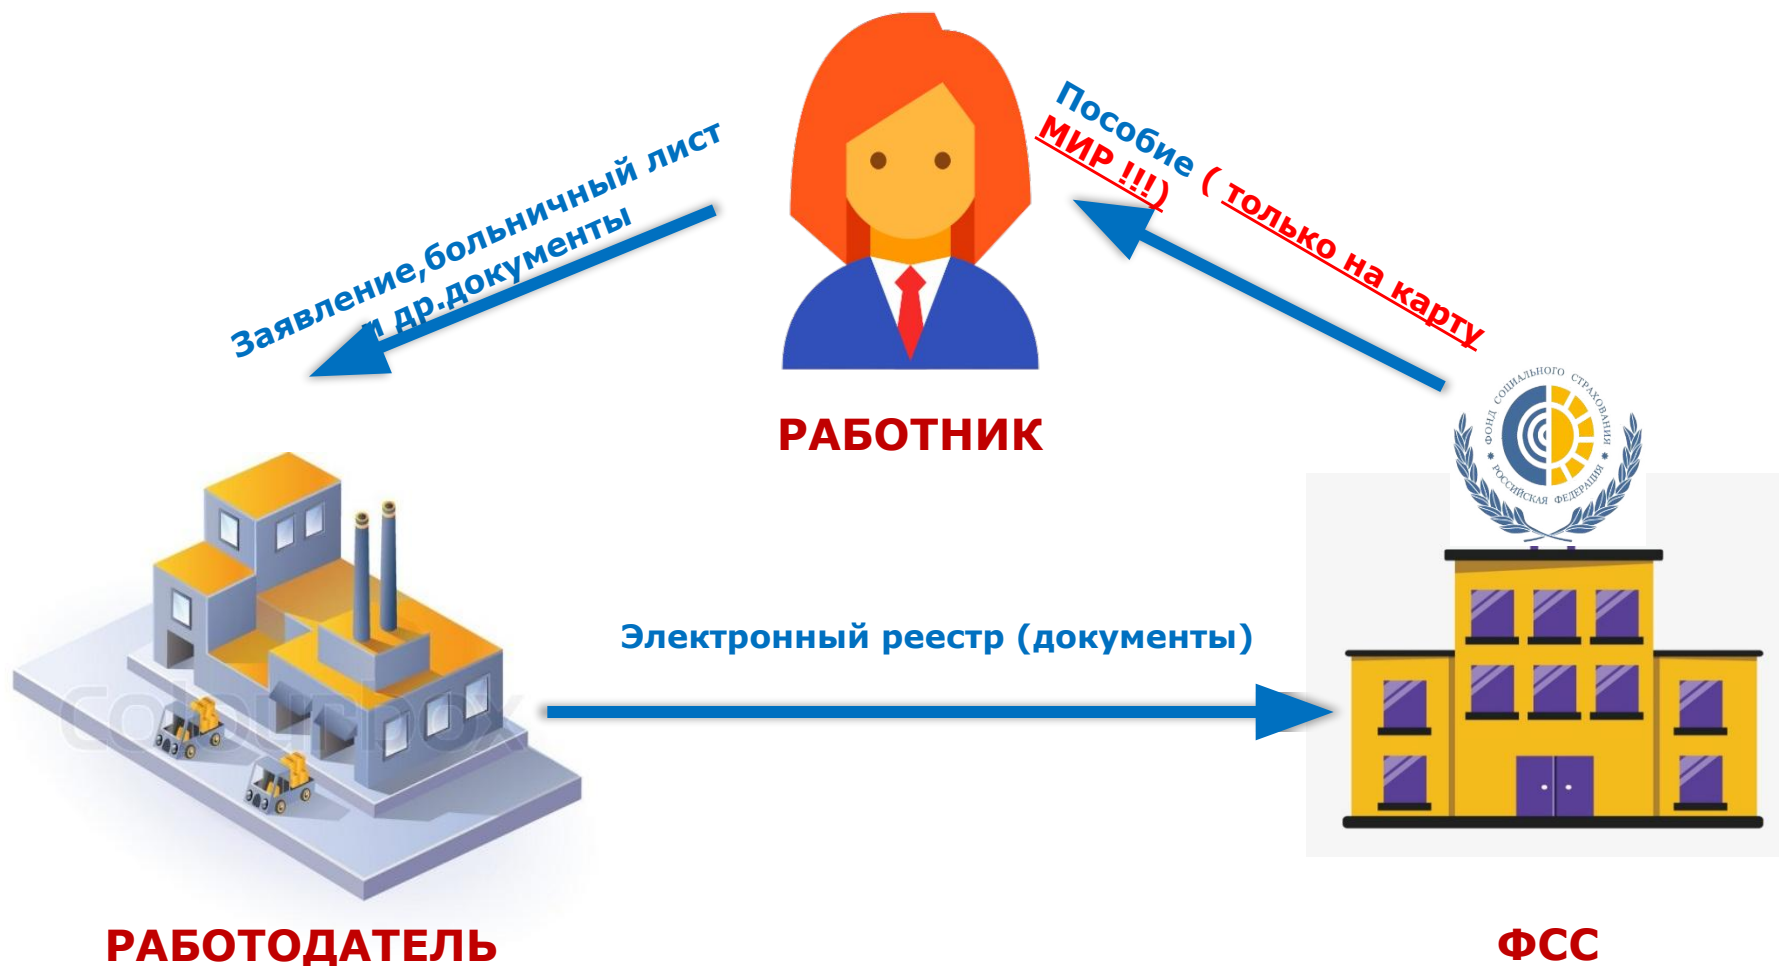 Заявление,больничный лист
и др.документы
Пособие ( только на карту
МИР !!!)
РАБОТНИК
ФОНД СОЦИАЛЬНОГО СТРАХОВАНИЯ
РОССИЙСКАЯ ФЕДЕРАЦИЯ
Электронный реестр (документы)
colourbox
РАБОТОДАТЕЛЬ
ФСС